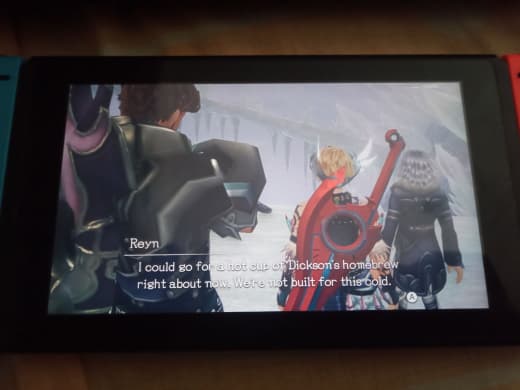 Reyn
I could go for a hot cup of Dickson's homebrew
right about now. We're not built for this cold.
A